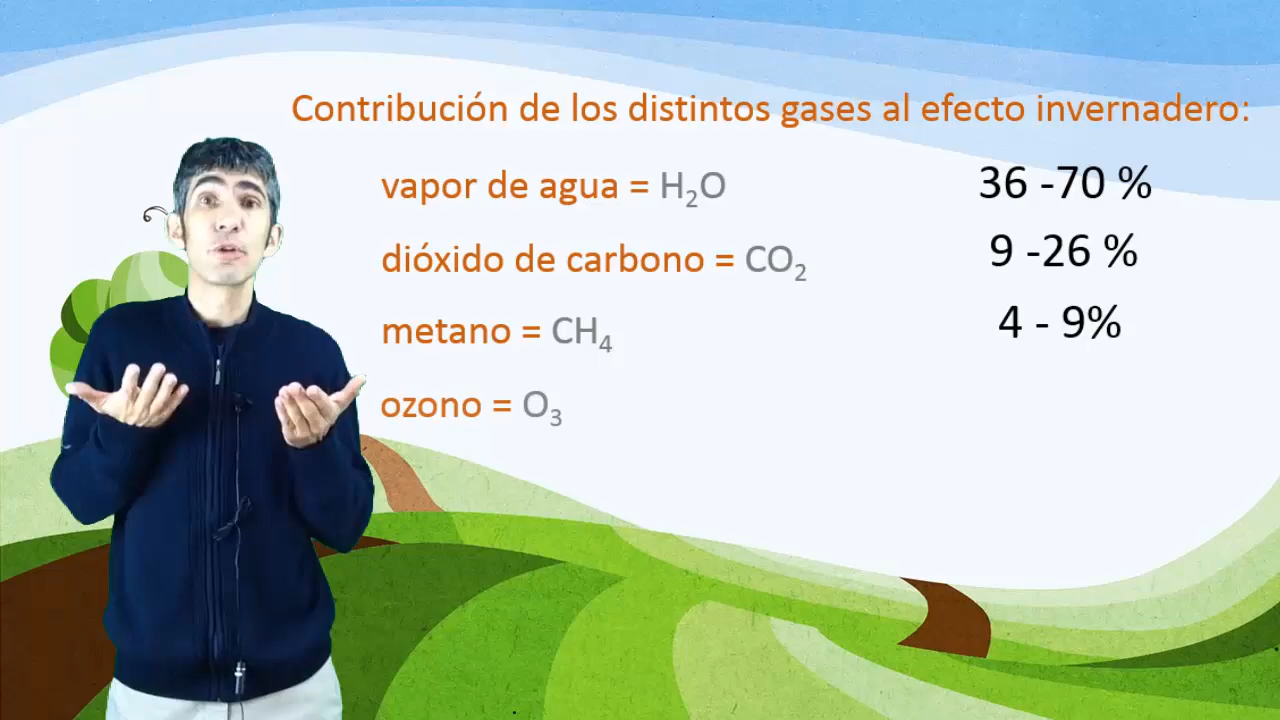 Contribución de los distintos gases al efecto invernadero:
vapor de agua = H₂O 36 -70 %
dióxido de carbono = CO₂ 9 -26 %
metano = CH₄ 4 - 9%
ozono = O₃